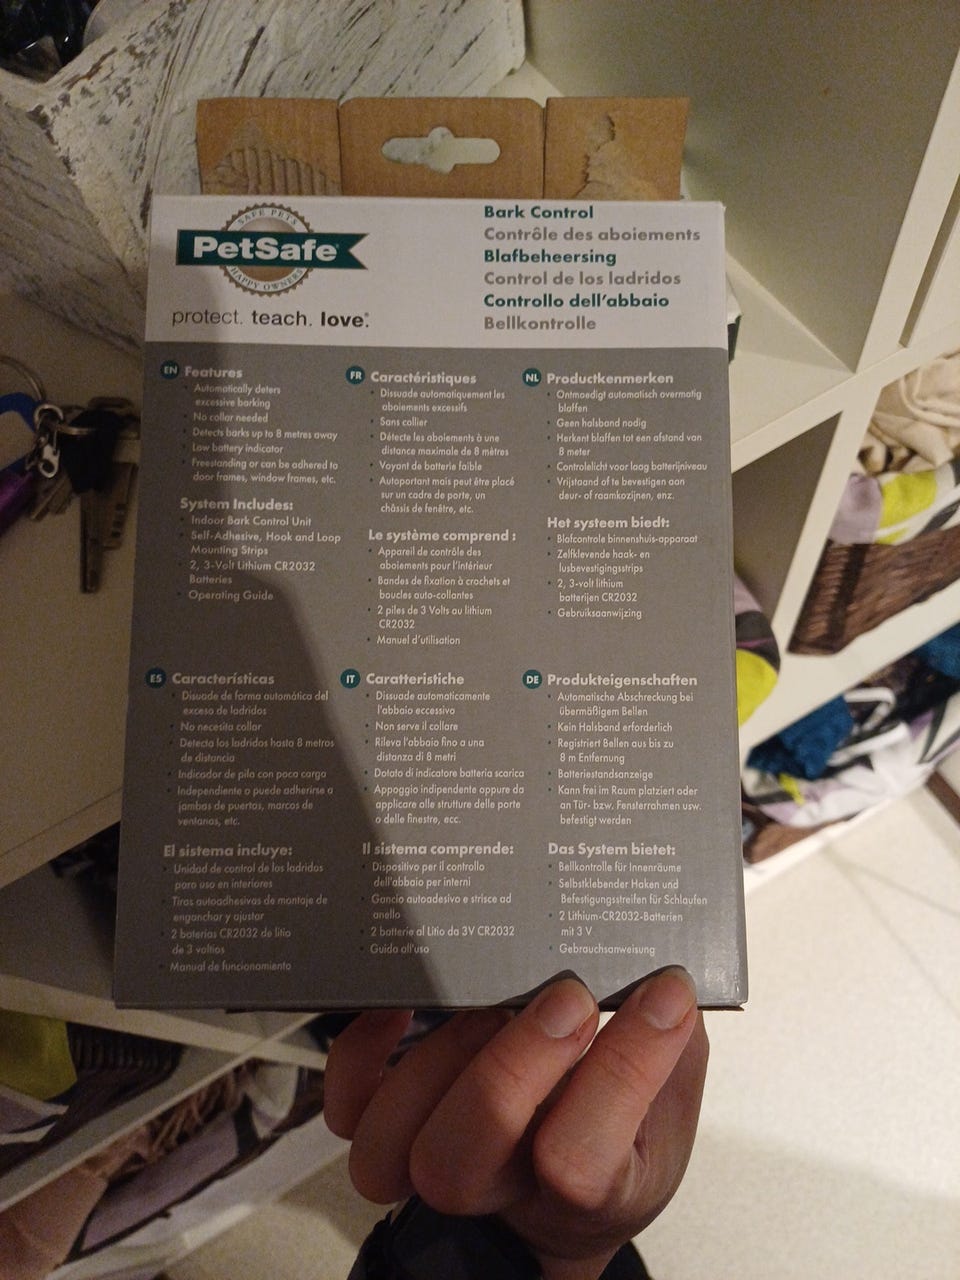 SAFE PETS
PetSafe®
HAPPY OWNERS
protect. teach. love.®
Bark Control
Contrôle des aboiements
Blafbeheersing
Control de los ladridos
Controllo dell'abbaio
Bellkontrolle
EN Features
• Automatically deters
excessive barking
• No collar needed
• Detects barks up to 8 metres away
• Low battery indicator
• Freestanding or can be adhered to
door frames, window frames, etc.
System Includes:
• Indoor Bark Control Unit
• Self-Adhesive, Hook and Loop
Mounting Strips
• 2, 3-Volt Lithium CR2032
Batteries
• Operating Guide
FR Caractéristiques
• Dissuade automatiquement les
aboiements excessifs
• Sans collier
• Détecte les aboiements à une
distance maximale de 8 mètres
• Voyant de batterie faible
• Autoportant mais peut être placé
sur un cadre de porte, un
châssis de fenêtre, etc.
Le système comprend :
• Appareil de contrôle des
aboiements pour l'intérieur
• Bandes de fixation à crochets et
boucles auto-collantes
• 2 piles de 3 Volts au lithium
CR2032
• Manuel d'utilisation
NL Productkenmerken
• Ontmoedigt automatisch overmatig
blaffen
• Geen halsband nodig
• Herkent blaffen tot een afstand van
8 meter
• Controlelicht voor laag batterijniveau
• Vrijstaand of te bevestigen aan
deur- of raamkozijnen, enz.
Het systeem biedt:
• Blafcontrole binnenshuis-apparaat
• Zelfklevende haak- en
lusbevestigingsstrips
• 2, 3-volt lithium
batterijen CR2032
• Gebruiksaanwijzing
ES Características
• Disuade de forma automática del
exceso de ladridos
• No necesita collar
• Detecta los ladridos hasta 8 metros
de distancia
• Indicador de pila con poca carga
• Independiente o puede adherirse a
jambas de puertas, marcos de
ventanas, etc.
El sistema incluye:
• Unidad de control de los ladridos
para uso en interiores
• Tiras autoadhesivas de montaje de
enganchar y ajustar
• 2 baterías CR2032 de litio
de 3 voltios
• Manual de funcionamiento
IT Caratteristiche
• Dissuade automaticamente
l'abbaio eccessivo
• Non serve il collare
• Rileva l'abbaio fino a una
distanza di 8 metri
• Dotato di indicatore batteria scarica
• Appoggio indipendente oppure da
applicare alle strutture delle porte
o delle finestre, ecc.
Il sistema comprende:
• Dispositivo per il controllo
dell'abbaio per interni
• Gancio autoadesivo e strisce ad
anello
• 2 batterie al Litio da 3V CR2032
• Guida all'uso
DE Produkteigenschaften
• Automatische Abschreckung bei
übermäßigem Bellen
• Kein Halsband erforderlich
• Registriert Bellen aus bis zu
8 m Entfernung
• Batteriestandsanzeige
• Kann frei im Raum platziert oder
an Tür- bzw. Fensterrahmen usw.
befestigt werden
Das System bietet:
• Bellkontrolle für Innenräume
• Selbstklebender Haken und
Befestigungsstreifen für Schlaufen
• 2 Lithium-CR2032-Batterien
mit 3 V
• Gebrauchsanweisung